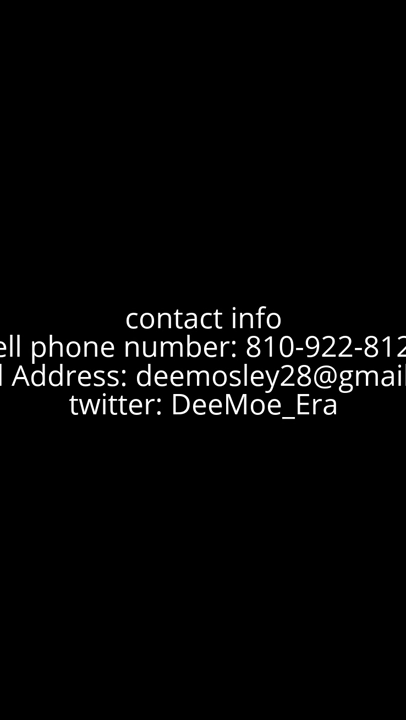 contact info
ell phone number: 810-922-812
Address: deemosley28@gmail
twitter: DeeMoe_Era